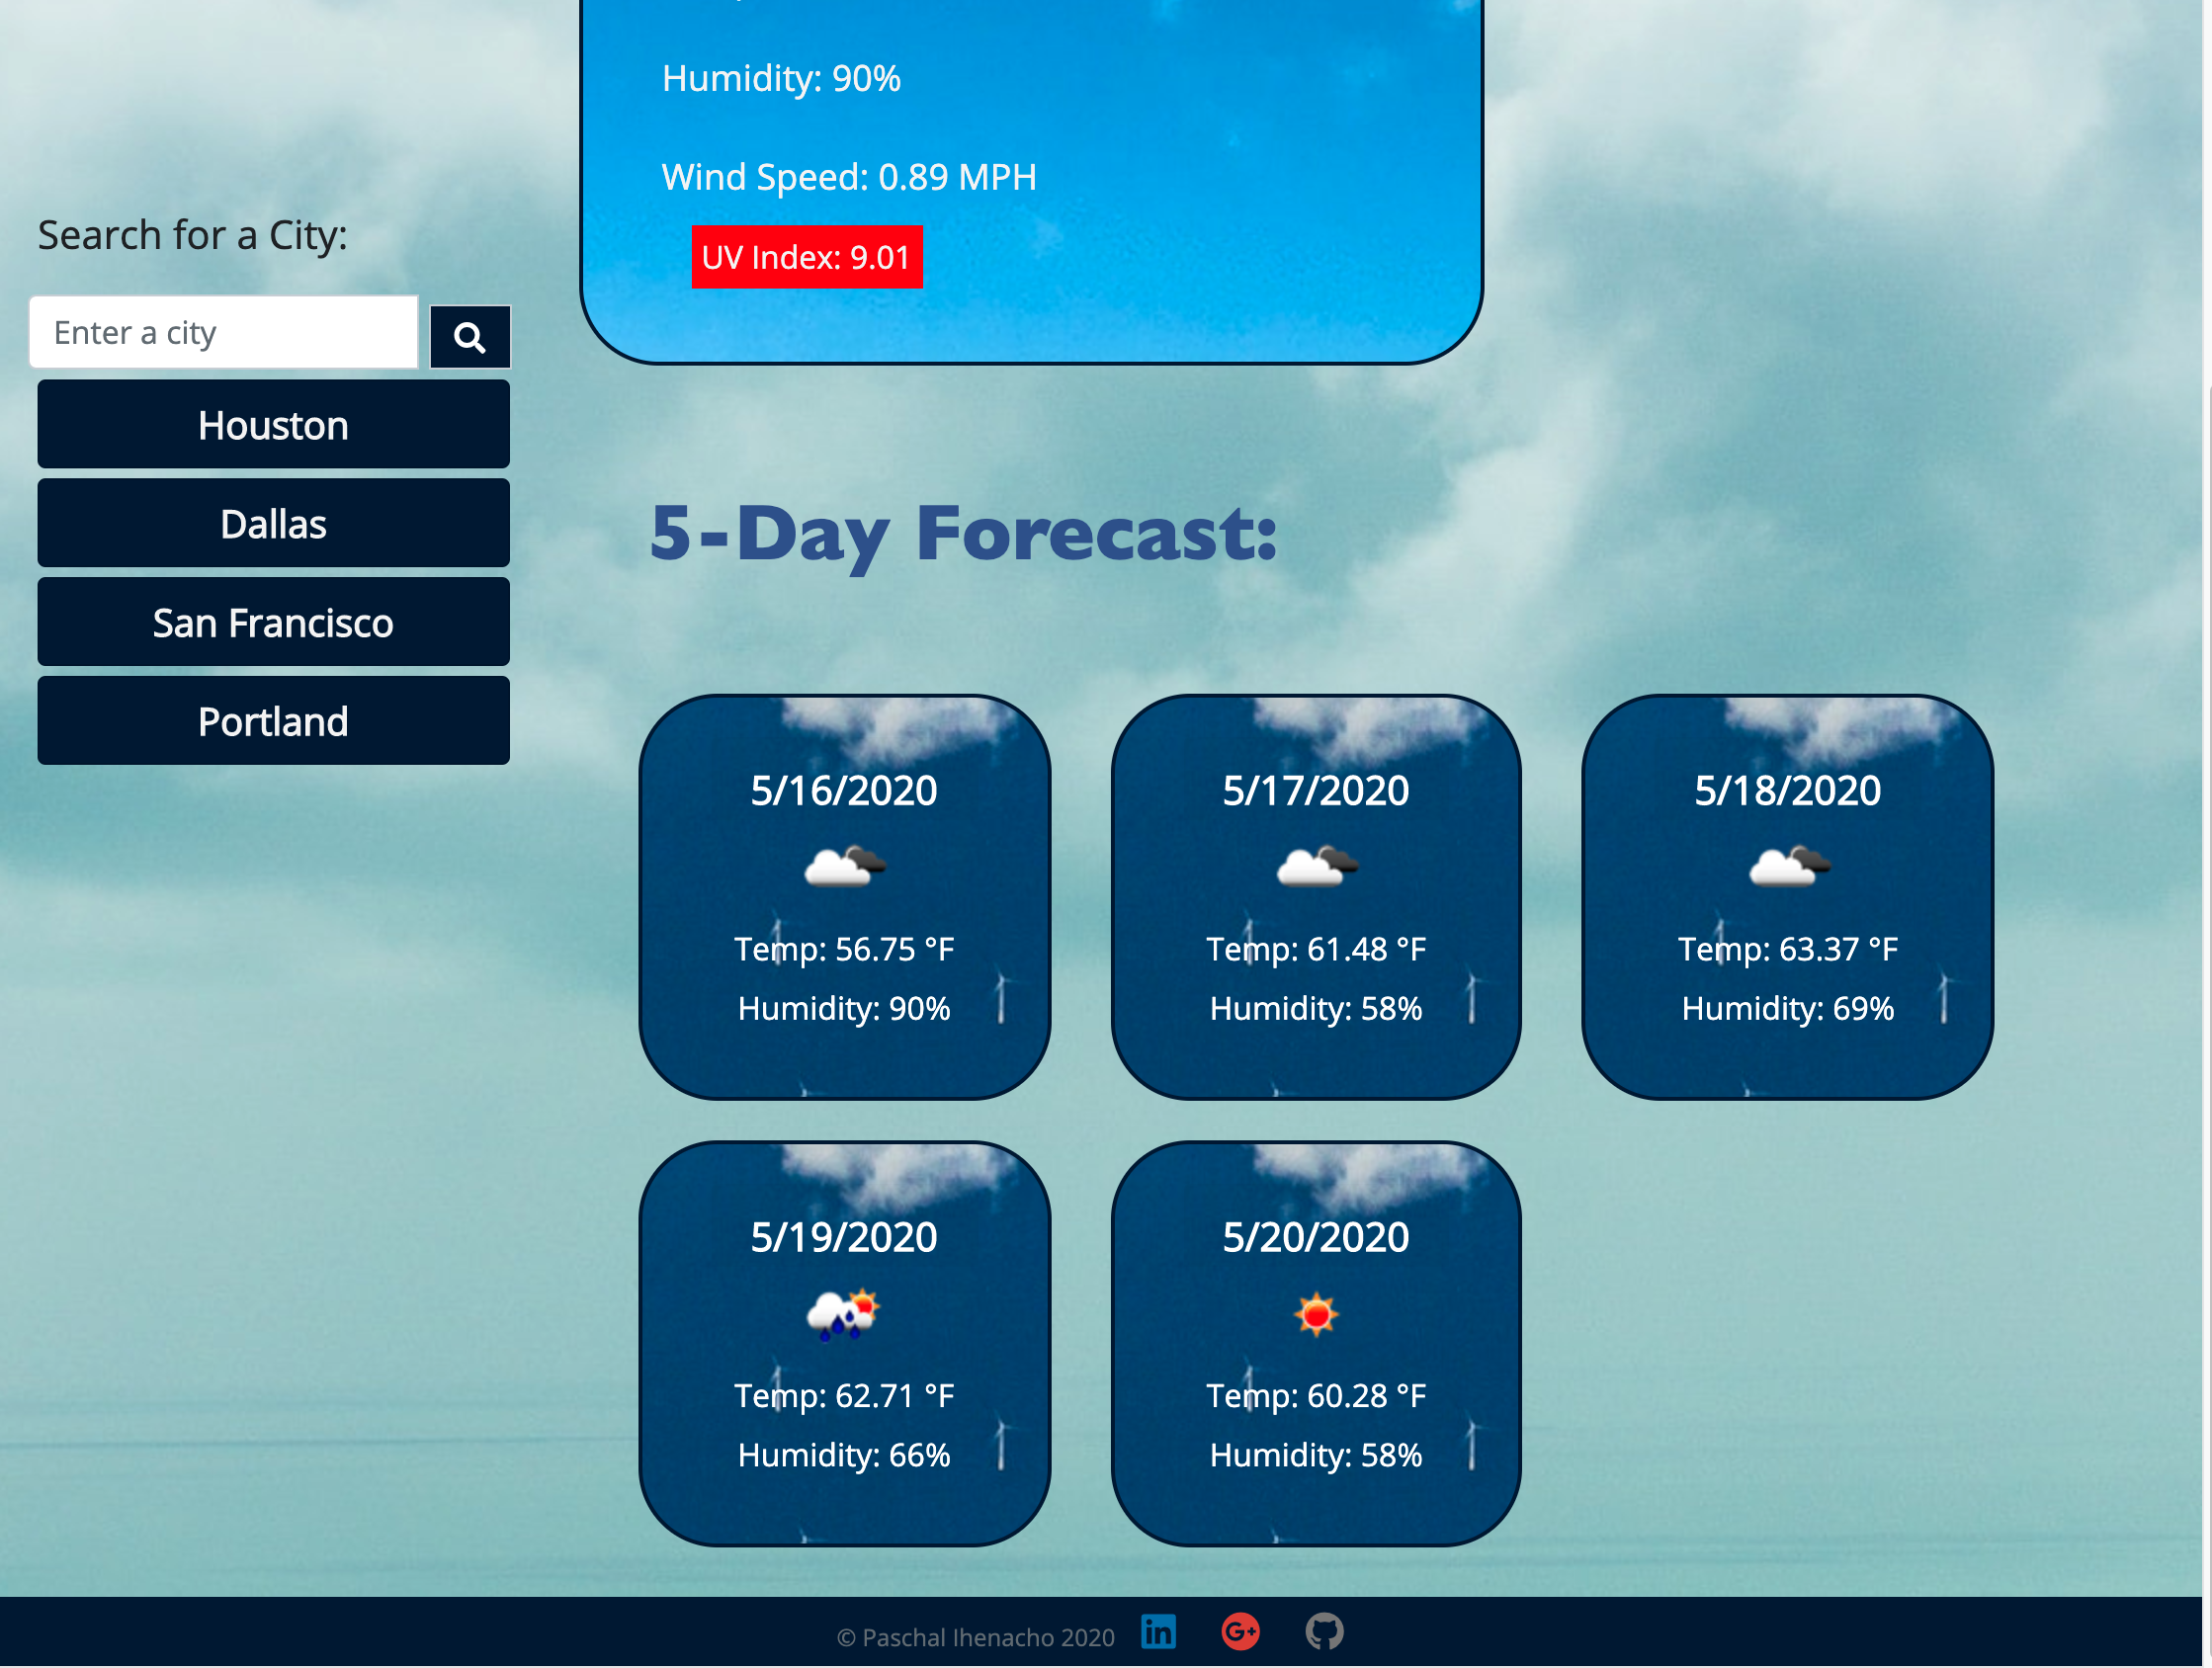 Humidity: 90%
Wind Speed: 0.89 MPH
UV Index: 9.01
Search for a City:
Enter a city
Houston
Dallas
San Francisco
Portland
5-Day Forecast:
5/16/2020
Temp: 56.75 °F
Humidity: 90%
5/17/2020
Temp: 61.48 °F
Humidity: 58%
5/18/2020
Temp: 63.37 °F
Humidity: 69%
5/19/2020
Temp: 62.71 °F
Humidity: 66%
5/20/2020
Temp: 60.28 °F
Humidity: 58%
© Paschal Ihenacho 2020
in
G+